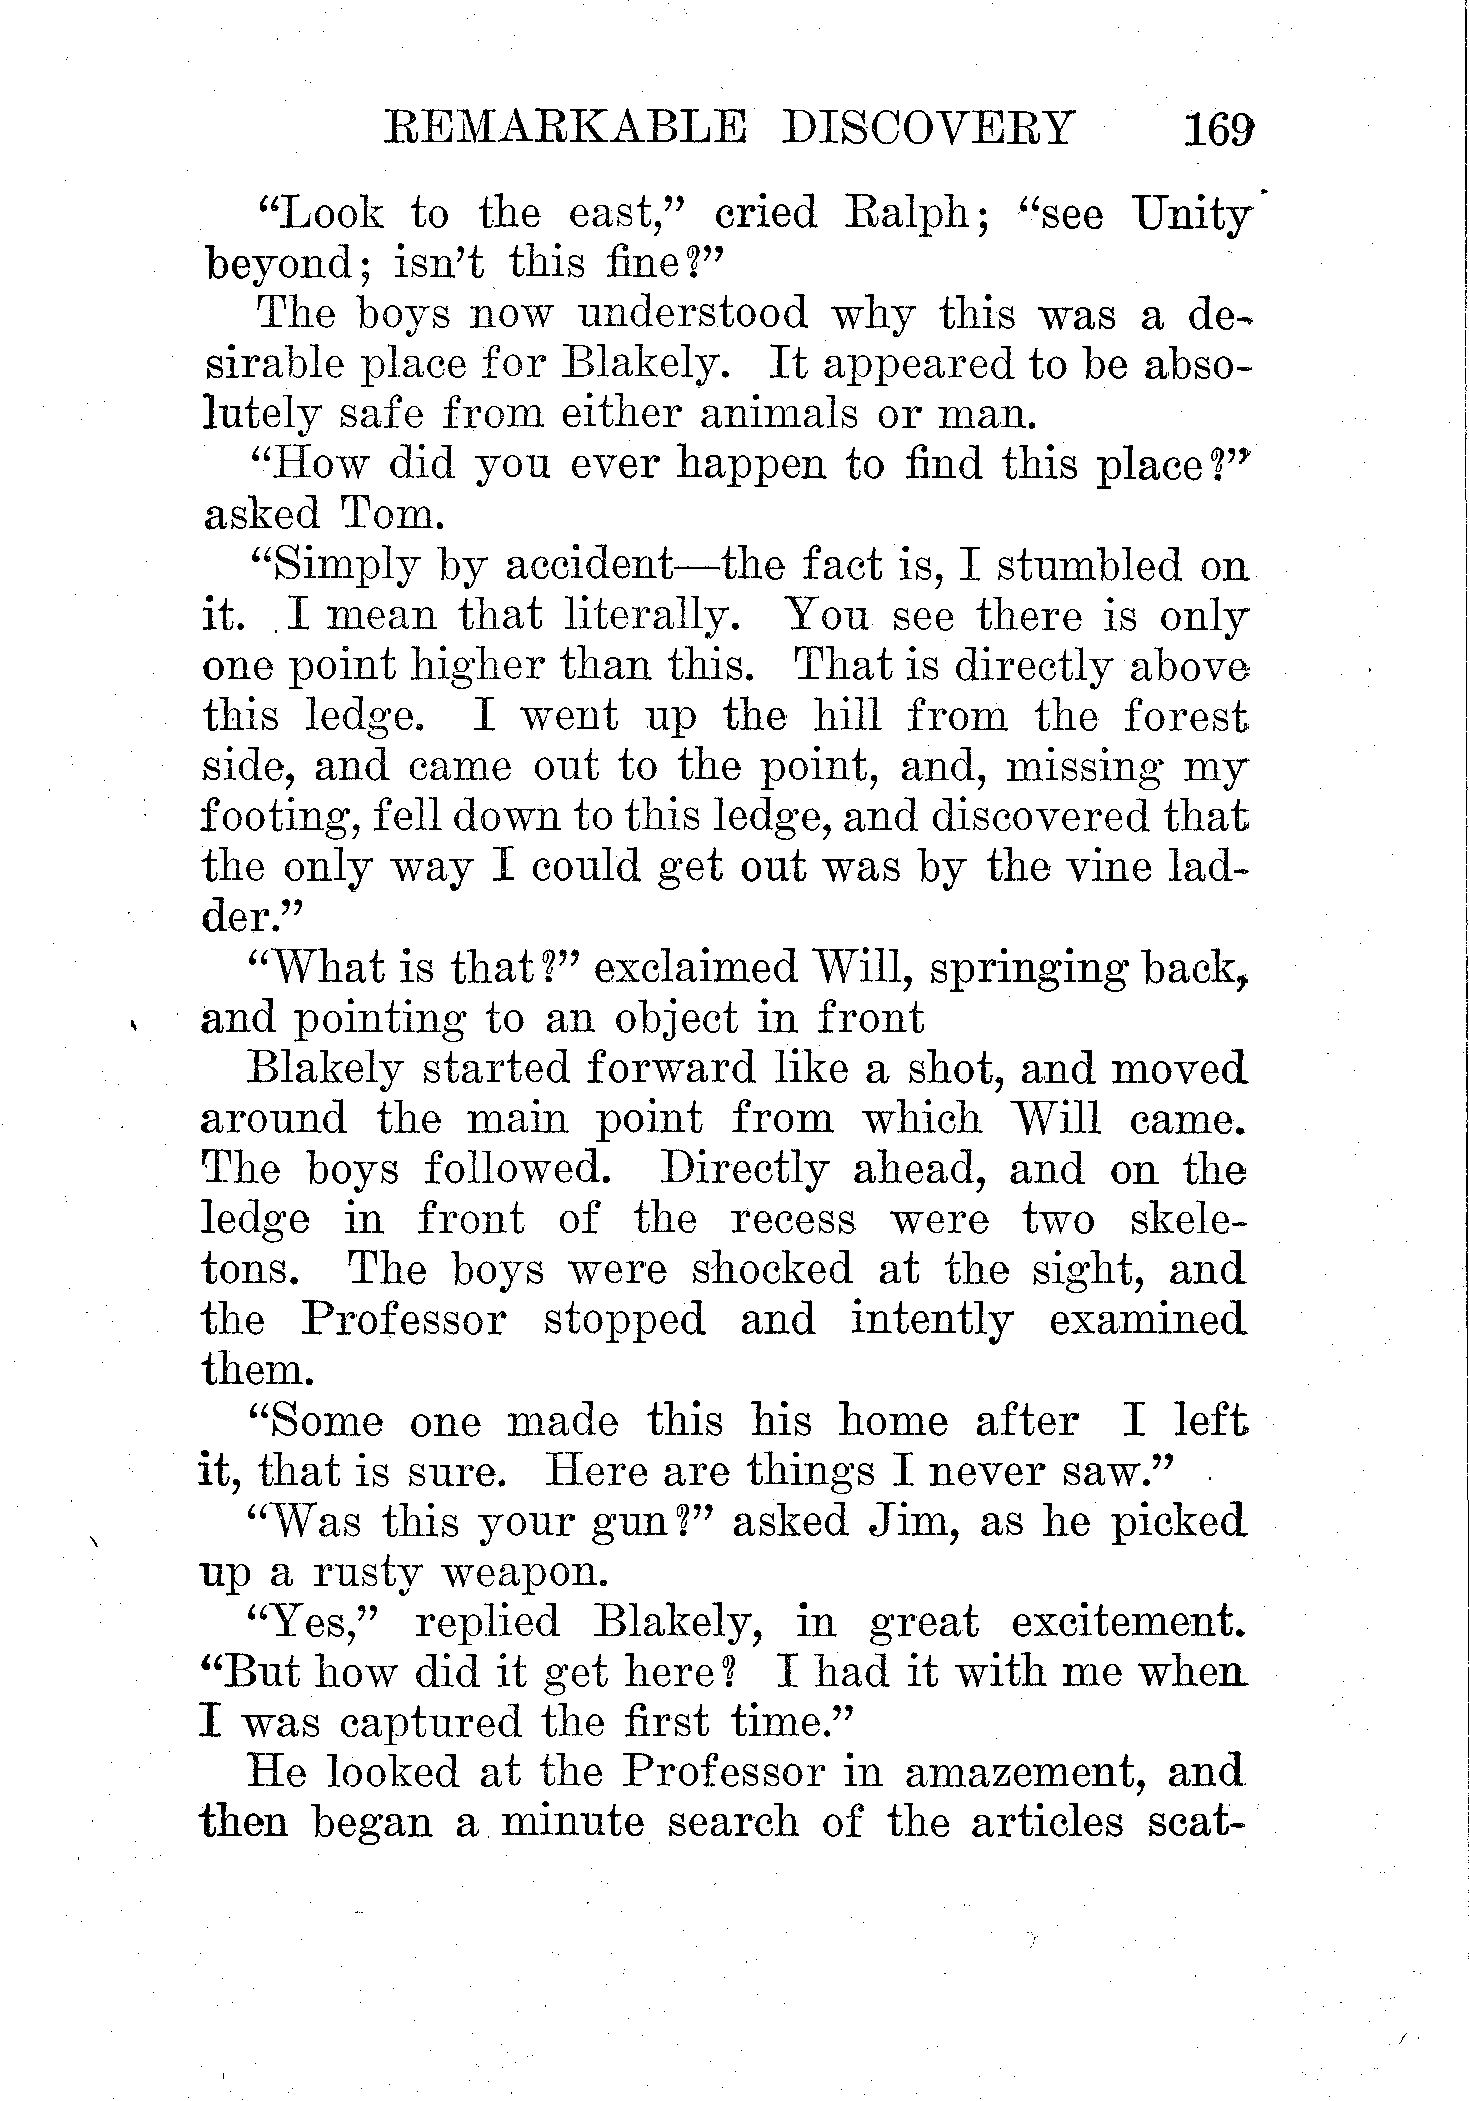 REMARKABLE DISCOVERY 169
“Look to the east,” cried Ralph; “see Unity
beyond; isn’t this fine?”
The boys now understood why this was a de-
sirable place for Blakely. It appeared to be abso-
lutely safe from either animals or man.
“How did you ever happen to find this place?”
asked Tom.
“Simply by accident—the fact is, I stumbled on
it. I mean that literally. You see there is only
one point higher than this. That is directly above
this ledge. I went up the hill from the forest
side, and came out to the point, and, missing my
footing, fell down to this ledge, and discovered that
the only way I could get out was by the vine lad-
der.”
“What is that?” exclaimed Will, springing back,
and pointing to an object in front
Blakely started forward like a shot, and moved
around the main point from which Will came.
The boys followed. Directly ahead, and on the
ledge in front of the recess were two skele-
tons. The boys were shocked at the sight, and
the Professor stopped and intently examined
them.
“Some one made this his home after I left
it, that is sure. Here are things I never saw.”
“Was this your gun?” asked Jim, as he picked
up a rusty weapon.
“Yes,” replied Blakely, in great excitement.
“But how did it get here? I had it with me when
I was captured the first time.”
He looked at the Professor in amazement, and
then began a minute search of the articles scat-